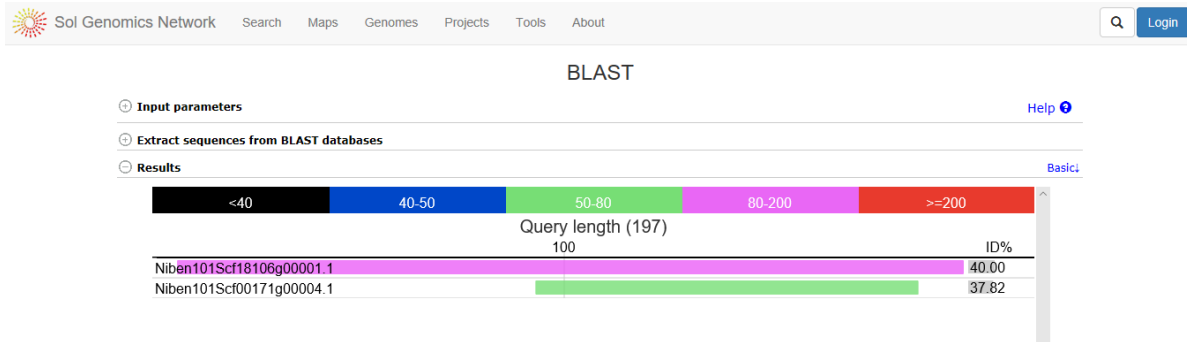 Sol Genomics Network Search Maps Genomes Projects Tools About Login
BLAST
Input parameters Help
Extract sequences from BLAST databases
Results Basic↓
<40 40-50 50-80 80-200 >=200
Query length (197)
100 ID%
Niben101Scf18106g00001.1 40.00
Niben101Scf00171g00004.1 37.82